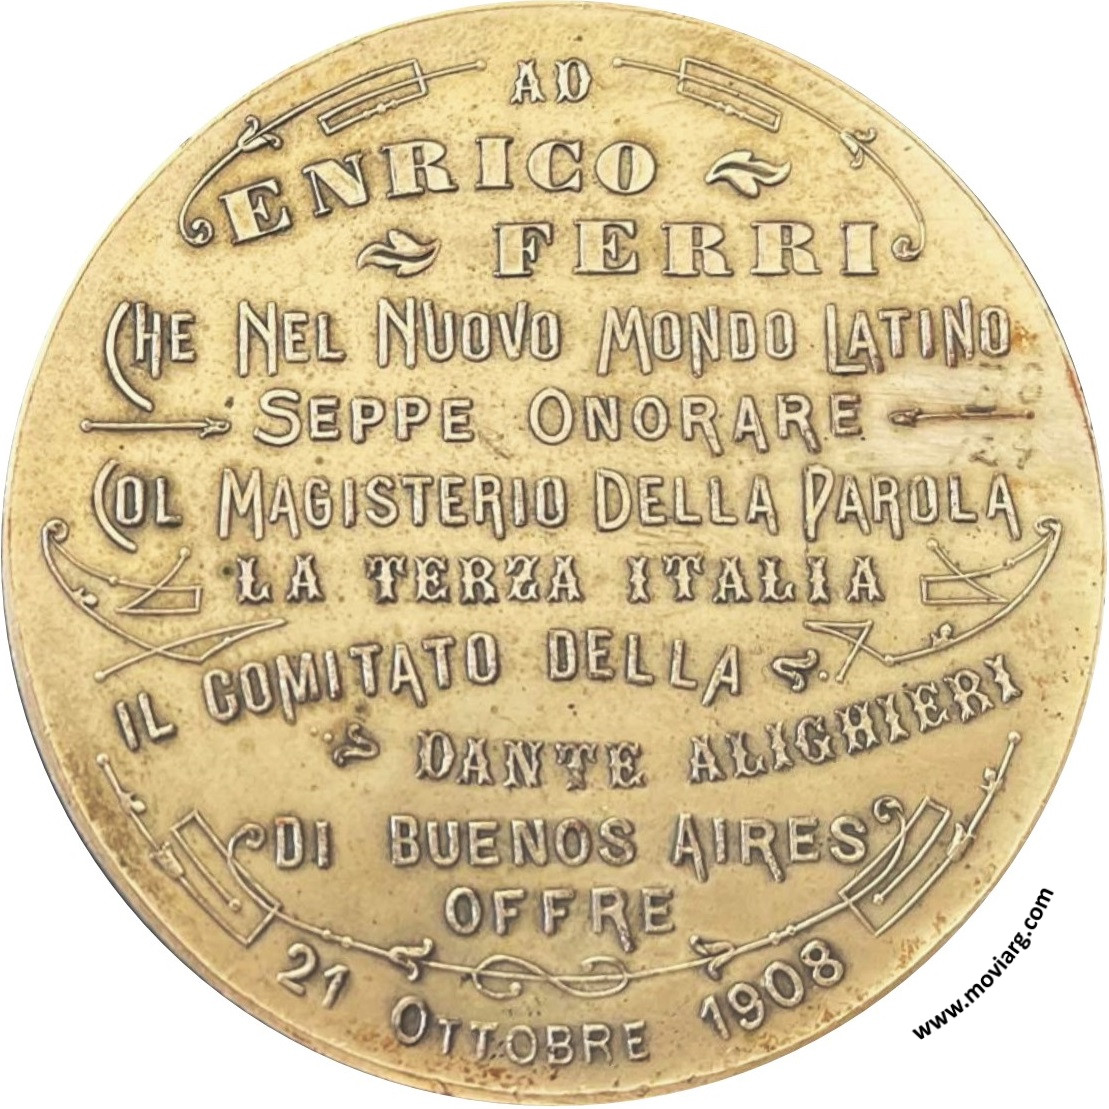 AD
ENRICO
FERRI
CHE NEL NUOVO MONDO LATINO
SEPPE ONORARE
COL MAGISTERIO DELLA PAROLA
LA TERZA ITALIA
IL COMITATO DELLA
DANTE ALIGHIERI
DI BUENOS AIRES
OFFRE
21 OTTOBRE 1908
www.moviarg.com